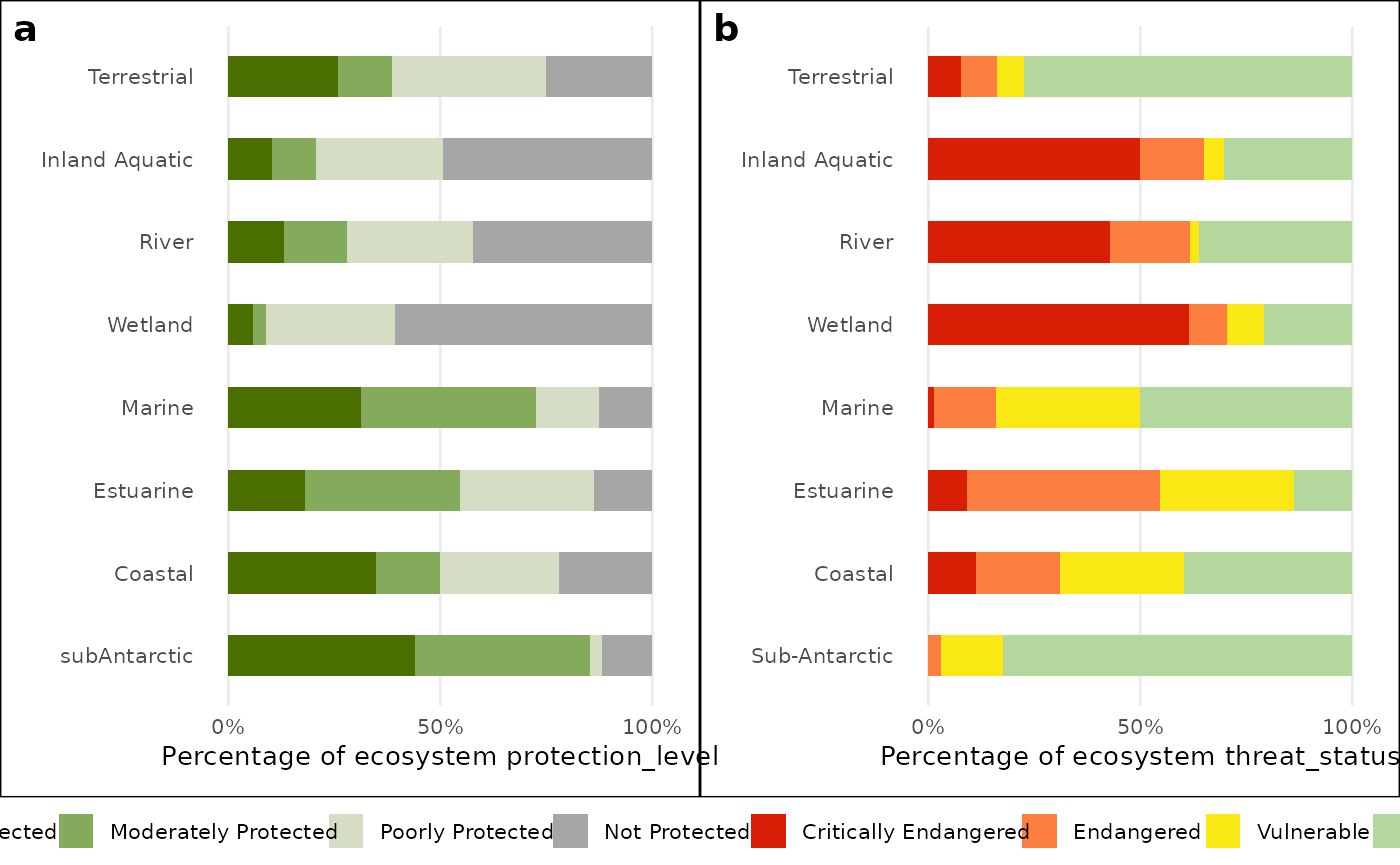 a
Terrestrial
Inland Aquatic
River
Wetland
Marine
Estuarine
Coastal
subAntarctic
0% 50% 100%
Percentage of ecosystem protection_level
b
Terrestrial
Inland Aquatic
River
Wetland
Marine
Estuarine
Coastal
Sub-Antarctic
0% 50% 100%
Percentage of ecosystem threat_status
ected Moderately Protected Poorly Protected Not Protected Critically Endangered Endangered Vulnerable